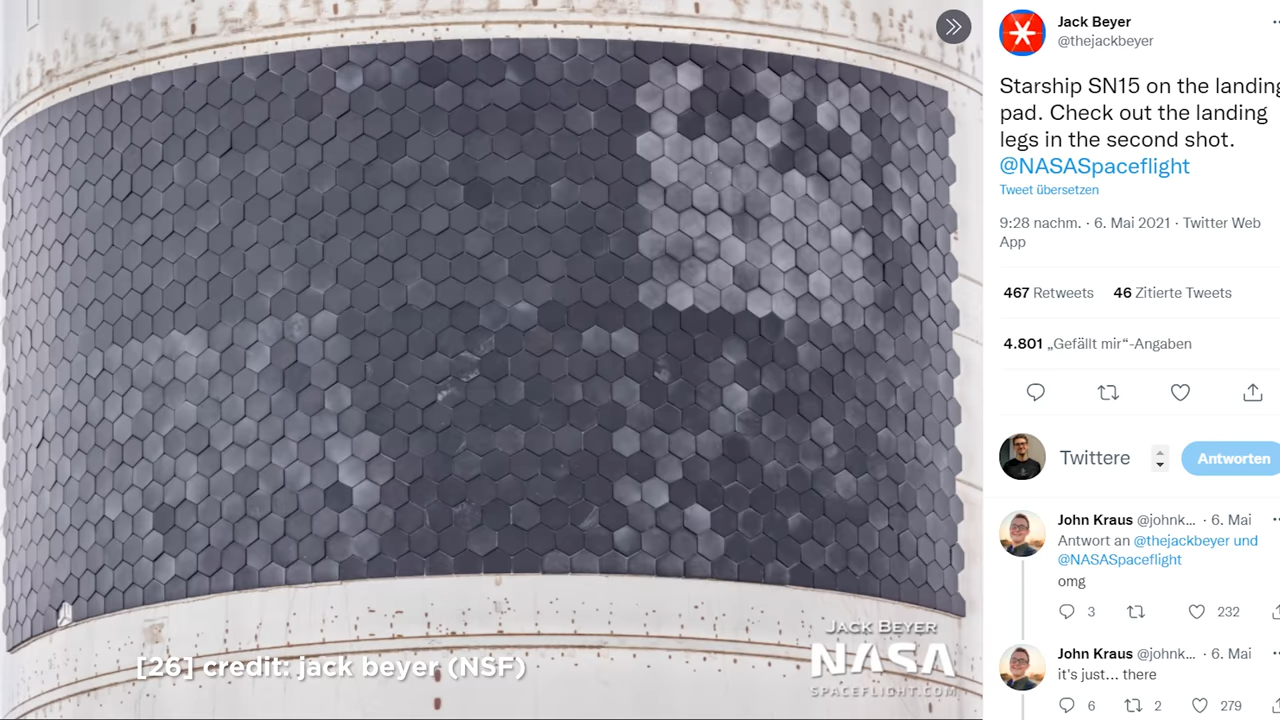 Jack Beyer
@thejackbeyer
Starship SN15 on the landing
pad. Check out the landing
legs in the second shot.
@NASASpaceflight
Tweet übersetzen
9:28 nachm. · 6. Mai 2021 · Twitter Web
App
467 Retweets 46 Zitierte Tweets
4.801 „Gefällt mir“-Angaben
Twittere
Antworten
John Kraus @johnk... · 6. Mai
Antwort an @thejackbeyer und
@NASASpaceflight
omg
3 232
John Kraus @johnk... · 6. Mai
it's just... there
6 2 279
[26] credit: jack beyer (NSF)
JACK BEYER
NASA
SPACEFLIGHT.COM